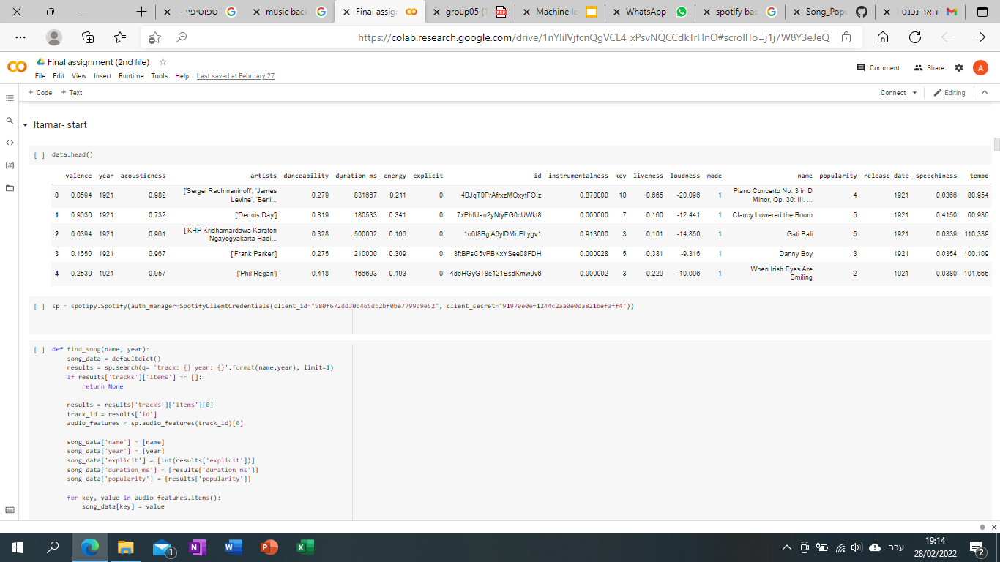 ספוטיפיי -
music back
Final assign
group05 (1
PDF
Machine le
WhatsApp
spotify bac
Song_Popu
דואר נכנס
https://colab.research.google.com/drive/1nYIiIVjfcnQgVCL4_xPsvNQCCdkTrHnO#scrollTo=j1j7W8Y3eJeQ
Final assignment (2nd file)
File Edit View Insert Runtime Tools Help Last saved at February 27
Comment Share A
+ Code + Text
Connect Editing
Itamar- start
[ ] data.head()
valence year acousticness artists danceability duration_ms energy explicit id instrumentalness key liveness loudness mode name popularity release_date speechiness tempo
0 0.0594 1921 0.982 ['Sergei Rachmaninoff', 'James Levine', 'Berli... 0.279 831667 0.211 0 4BJqT0PrAfrxzMOxytFOIz 0.878000 10 0.665 -20.096 1 Piano Concerto No. 3 in D Minor, Op. 30: III. ... 4 1921 0.0366 80.954
1 0.9630 1921 0.732 ['Dennis Day'] 0.819 180533 0.341 0 7xPhfUan2yNtyFG0cUWkt8 0.000000 7 0.160 -12.441 1 Clancy Lowered the Boom 5 1921 0.4150 60.936
2 0.0394 1921 0.961 ['KHP Kridhamardawa Karaton Ngayogyakarta Hadi... 0.328 500062 0.166 0 1o6I8BglA6ylDMrIELygv1 0.913000 3 0.101 -14.850 1 Gati Bali 5 1921 0.0339 110.339
3 0.1650 1921 0.967 ['Frank Parker'] 0.275 210000 0.309 0 3ftBPsC5vPBKxYSee08FDH 0.000028 5 0.381 -9.316 1 Danny Boy 3 1921 0.0354 100.109
4 0.2530 1921 0.957 ['Phil Regan'] 0.418 166693 0.193 0 4d6HGyGT8e121BsdKmw9v6 0.000002 3 0.229 -10.096 1 When Irish Eyes Are Smiling 2 1921 0.0380 101.665
[ ] sp = spotipy.Spotify(auth_manager=SpotifyClientCredentials(client_id="580f672dd30c465db2bf0be7799c9e52", client_secret="91970e0ef1244c2aa0e0da821befaff4"))
[ ] def find_song(name, year):
song_data = defaultdict()
results = sp.search(q= 'track: {} year: {}'.format(name,year), limit=1)
if results['tracks']['items'] == []:
return None
results = results['tracks']['items'][0]
track_id = results['id']
audio_features = sp.audio_features(track_id)[0]
song_data['name'] = [name]
song_data['year'] = [year]
song_data['explicit'] = [int(results['explicit'])]
song_data['duration_ms'] = [results['duration_ms']]
song_data['popularity'] = [results['popularity']]
for key, value in audio_features.items():
song_data[key] = value
1
עבר
19:14
28/02/2022
2